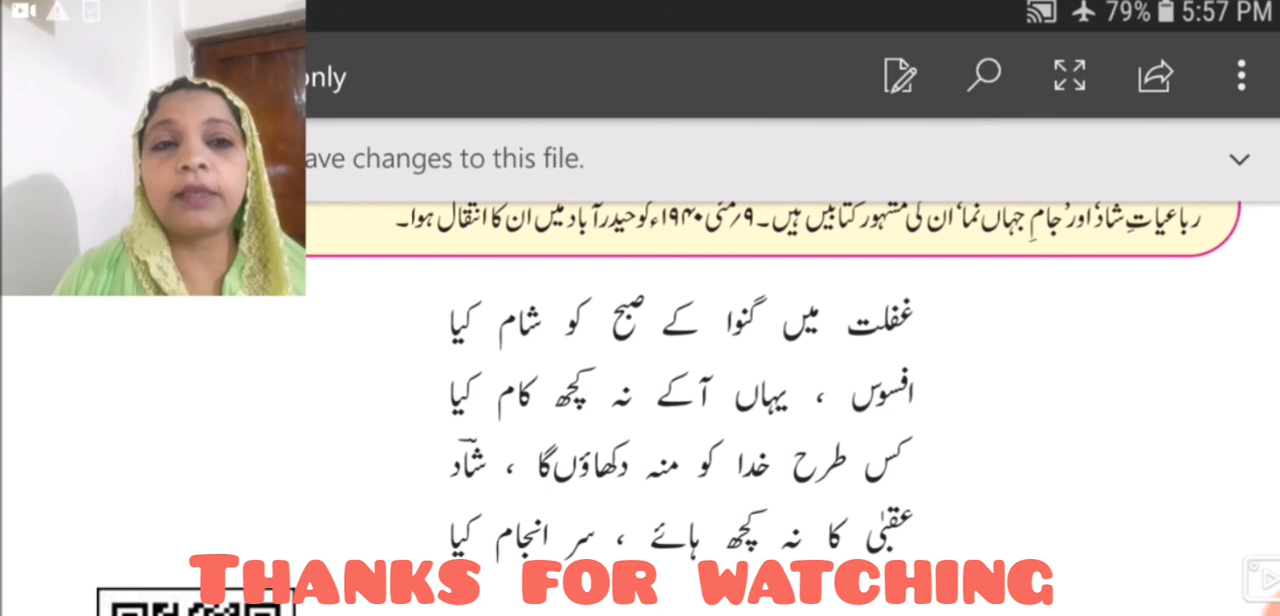 79% 5:57 PM
only
ave changes to this file.
رباعیاتِ شاد’ اور ’جامِ جہاں نما‘ ان کی مشہور کتابیں ہیں۔ ۹؍مئی ۱۹۴۰ء کو حیدرآباد میں ان کا انتقال ہوا۔
غفلت میں گنوا کے صبح کو شام کیا
افسوس ، یہاں آکے نہ کچھ کام کیا
کس طرح خدا کو منہ دکھاؤں گا ، شادؔ
عقبیٰ کا نہ کچھ ہائے ، سر انجام کیا
THANKS FOR WATCHING